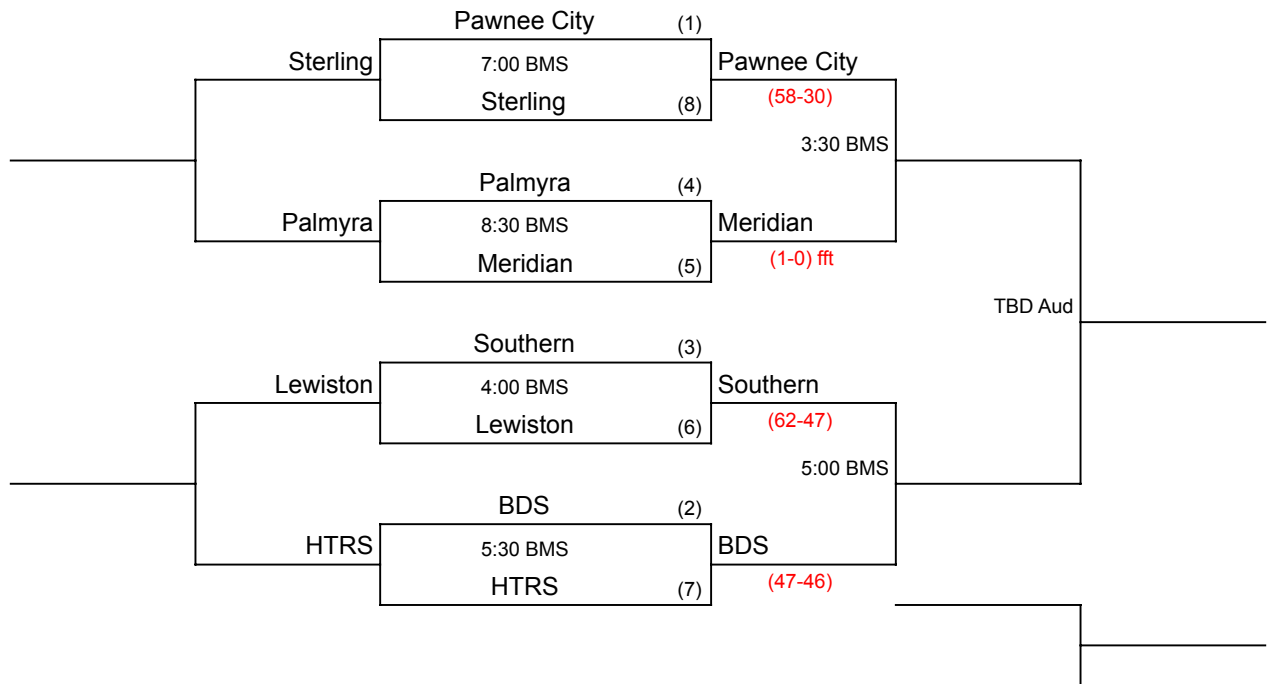 Pawnee City (1)
Sterling 7:00 BMS Pawnee City
Sterling (8) (58-30)
3:30 BMS
Palmyra (4)
Palmyra 8:30 BMS Meridian
Meridian (5) (1-0) fft
TBD Aud
Southern (3)
Lewiston 4:00 BMS Southern
Lewiston (6) (62-47)
5:00 BMS
BDS (2)
HTRS 5:30 BMS BDS
HTRS (7) (47-46)